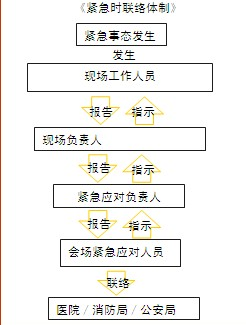 《紧急时联络体制》
紧急事态发生
发生
现场工作人员
报告 指示
现场负责人
报告 指示
紧急应对负责人
报告 指示
会场紧急应对人员
联络
医院/消防局/公安局